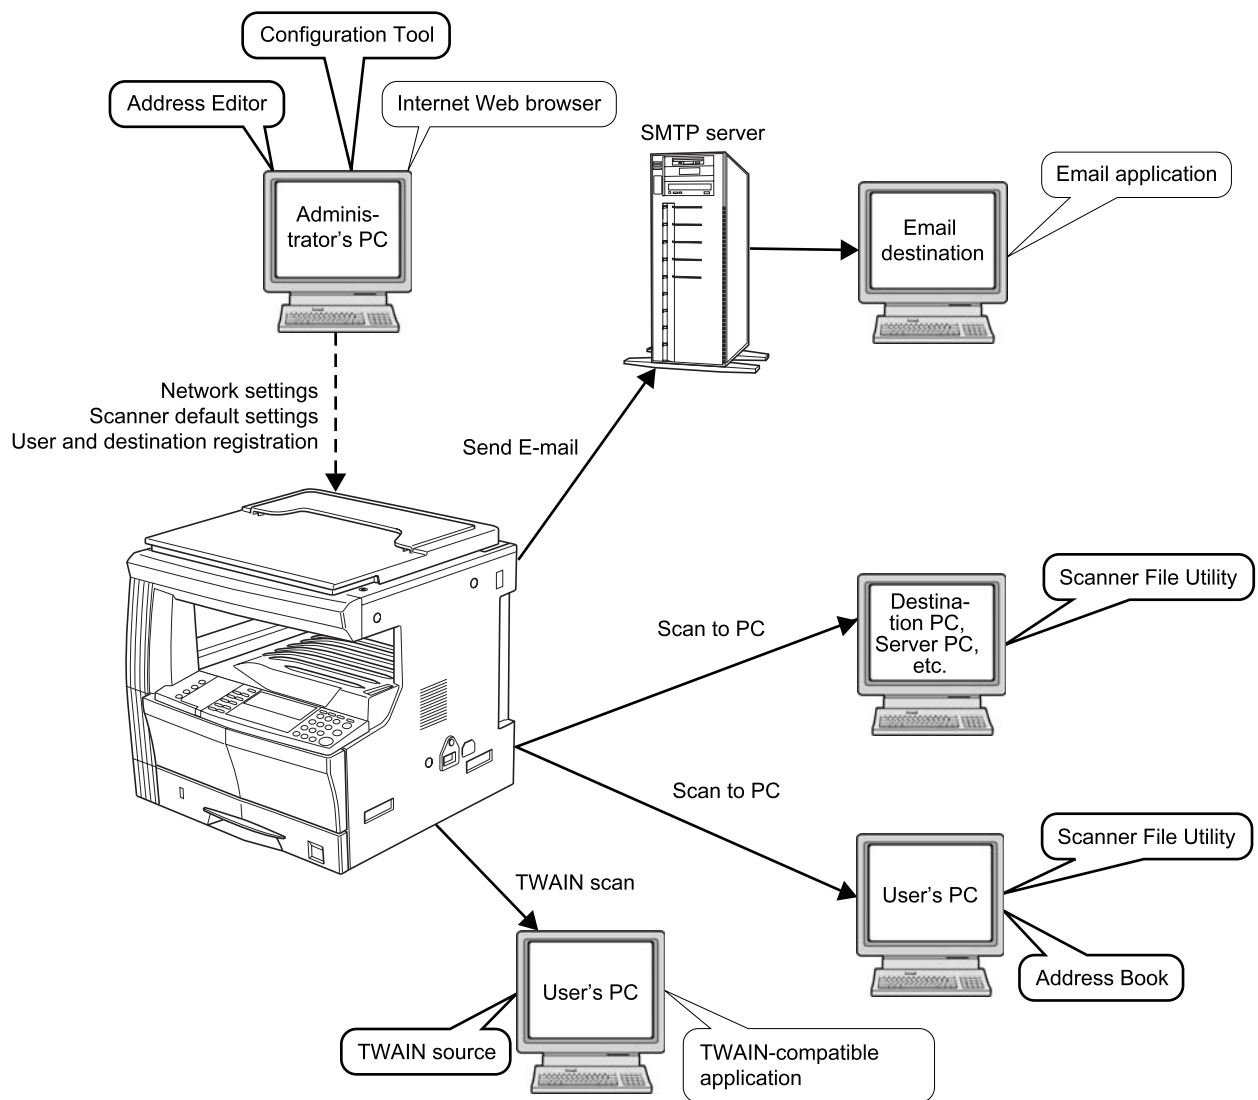 Configuration Tool
Address Editor
Internet Web browser
SMTP server
Email application
Adminis-
trator's PC
Email
destination
Network settings
Scanner default settings
User and destination registration
Send E-mail
Scanner File Utility
Destina-
tion PC,
Server PC,
etc.
Scan to PC
Scan to PC
Scanner File Utility
User's PC
TWAIN scan
Address Book
User's PC
TWAIN source
TWAIN-compatible
application